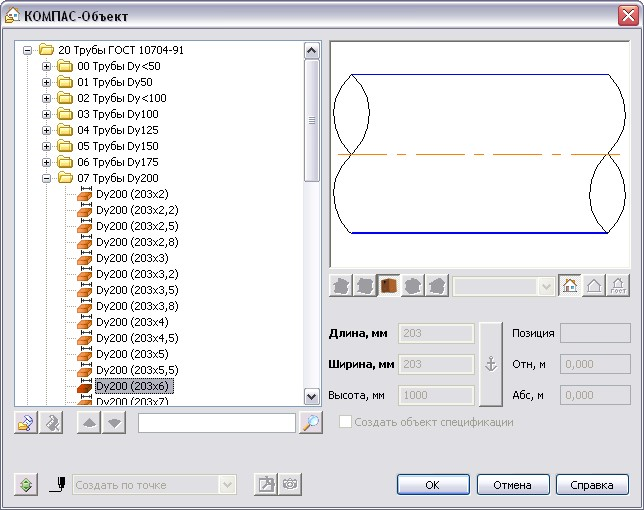 КОМПАС-Объект
20 Трубы ГОСТ 10704-91
00 Трубы Dy<50
01 Трубы Dy50
02 Трубы Dy<100
03 Трубы Dy100
04 Трубы Dy125
05 Трубы Dy150
06 Трубы Dy175
07 Трубы Dy200
Dy200 (203x2)
Dy200 (203x2,2)
Dy200 (203x2,5)
Dy200 (203x2,8)
Dy200 (203x3)
Dy200 (203x3,2)
Dy200 (203x3,5)
Dy200 (203x3,8)
Dy200 (203x4)
Dy200 (203x4,5)
Dy200 (203x5)
Dy200 (203x5,5)
Dy200 (203x6)
Dy200 (203x7)
ГОСТ
Длина, мм 203 Позиция
Ширина, мм 203 Отн, м 0,000
Высота, мм 1000 Абс, м 0,000
Создать объект спецификации
Создать по точке
OK Отмена Справка